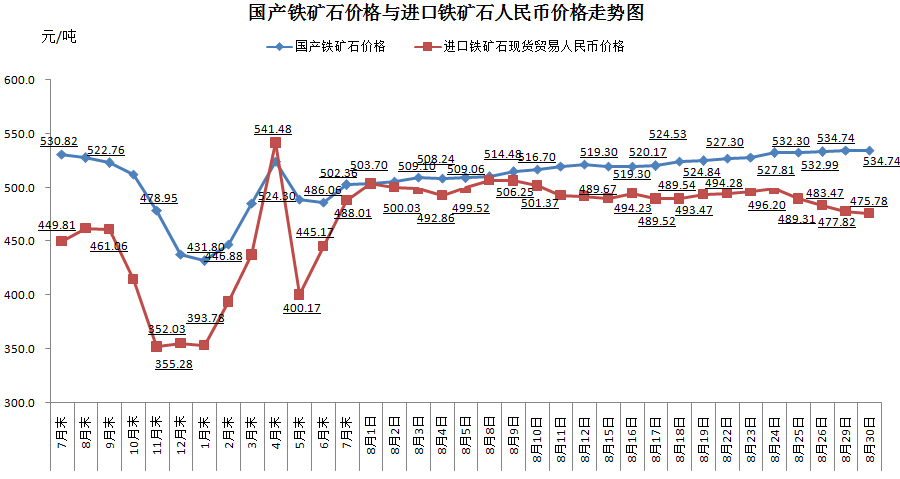 国产铁矿石价格与进口铁矿石人民币价格走势图
元/吨
国产铁矿石价格 进口铁矿石现货贸易人民币价格
600.0
550.0
500.0
450.0
400.0
350.0
300.0
530.82
522.76
478.95
431.80
446.88
524.30
486.06
502.36
503.70
509.10
508.24
509.06
514.48
516.70
519.30
519.30
520.17
524.53
524.84
527.30
527.81
532.30
532.99
534.74
534.74
449.81
461.06
352.03
355.28
393.78
541.48
400.17
445.17
488.01
500.03
492.86
499.52
506.25
501.37
489.67
494.23
489.52
489.54
493.47
494.28
496.20
489.31
483.47
477.82
475.78
7月末
8月末
9月末
10月末
11月末
12月末
1月末
2月末
3月末
4月末
5月末
6月末
7月末
8月1日
8月2日
8月3日
8月4日
8月5日
8月8日
8月9日
8月10日
8月11日
8月12日
8月15日
8月16日
8月17日
8月18日
8月19日
8月22日
8月23日
8月24日
8月25日
8月26日
8月29日
8月30日